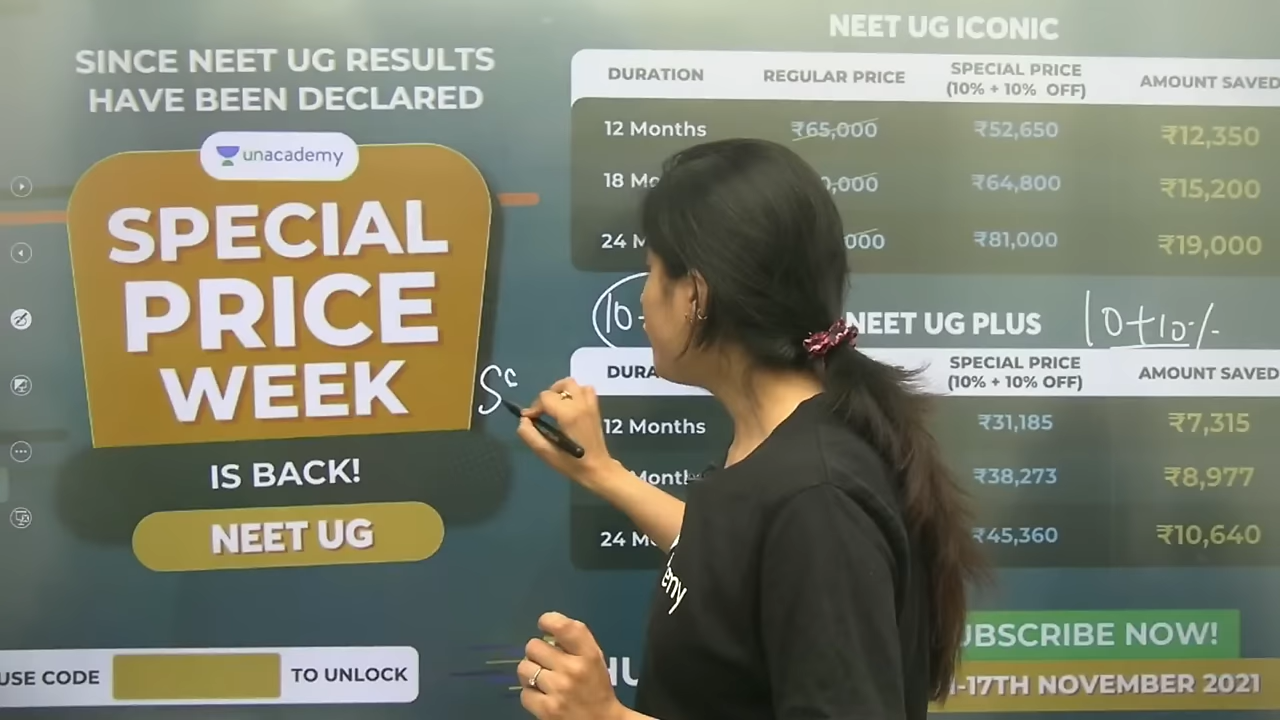 SINCE NEET UG RESULTS
HAVE BEEN DECLARED
unacademy
SPECIAL
PRICE
WEEK
IS BACK!
NEET UG
USE CODE TO UNLOCK
NEET UG ICONIC
DURATION REGULAR PRICE SPECIAL PRICE (10% + 10% OFF) AMOUNT SAVED
12 Months ₹65,000 ₹52,650 ₹12,350
18 ₹64,800 ₹15,200
24 ₹81,000 ₹19,000
10 NEET UG PLUS 10+10%
SPECIAL PRICE (10% + 10% OFF) AMOUNT SAVED
12 Months ₹31,185 ₹7,315
₹38,273 ₹8,977
24 ₹45,360 ₹10,640
SUBSCRIBE NOW!
-17TH NOVEMBER 2021